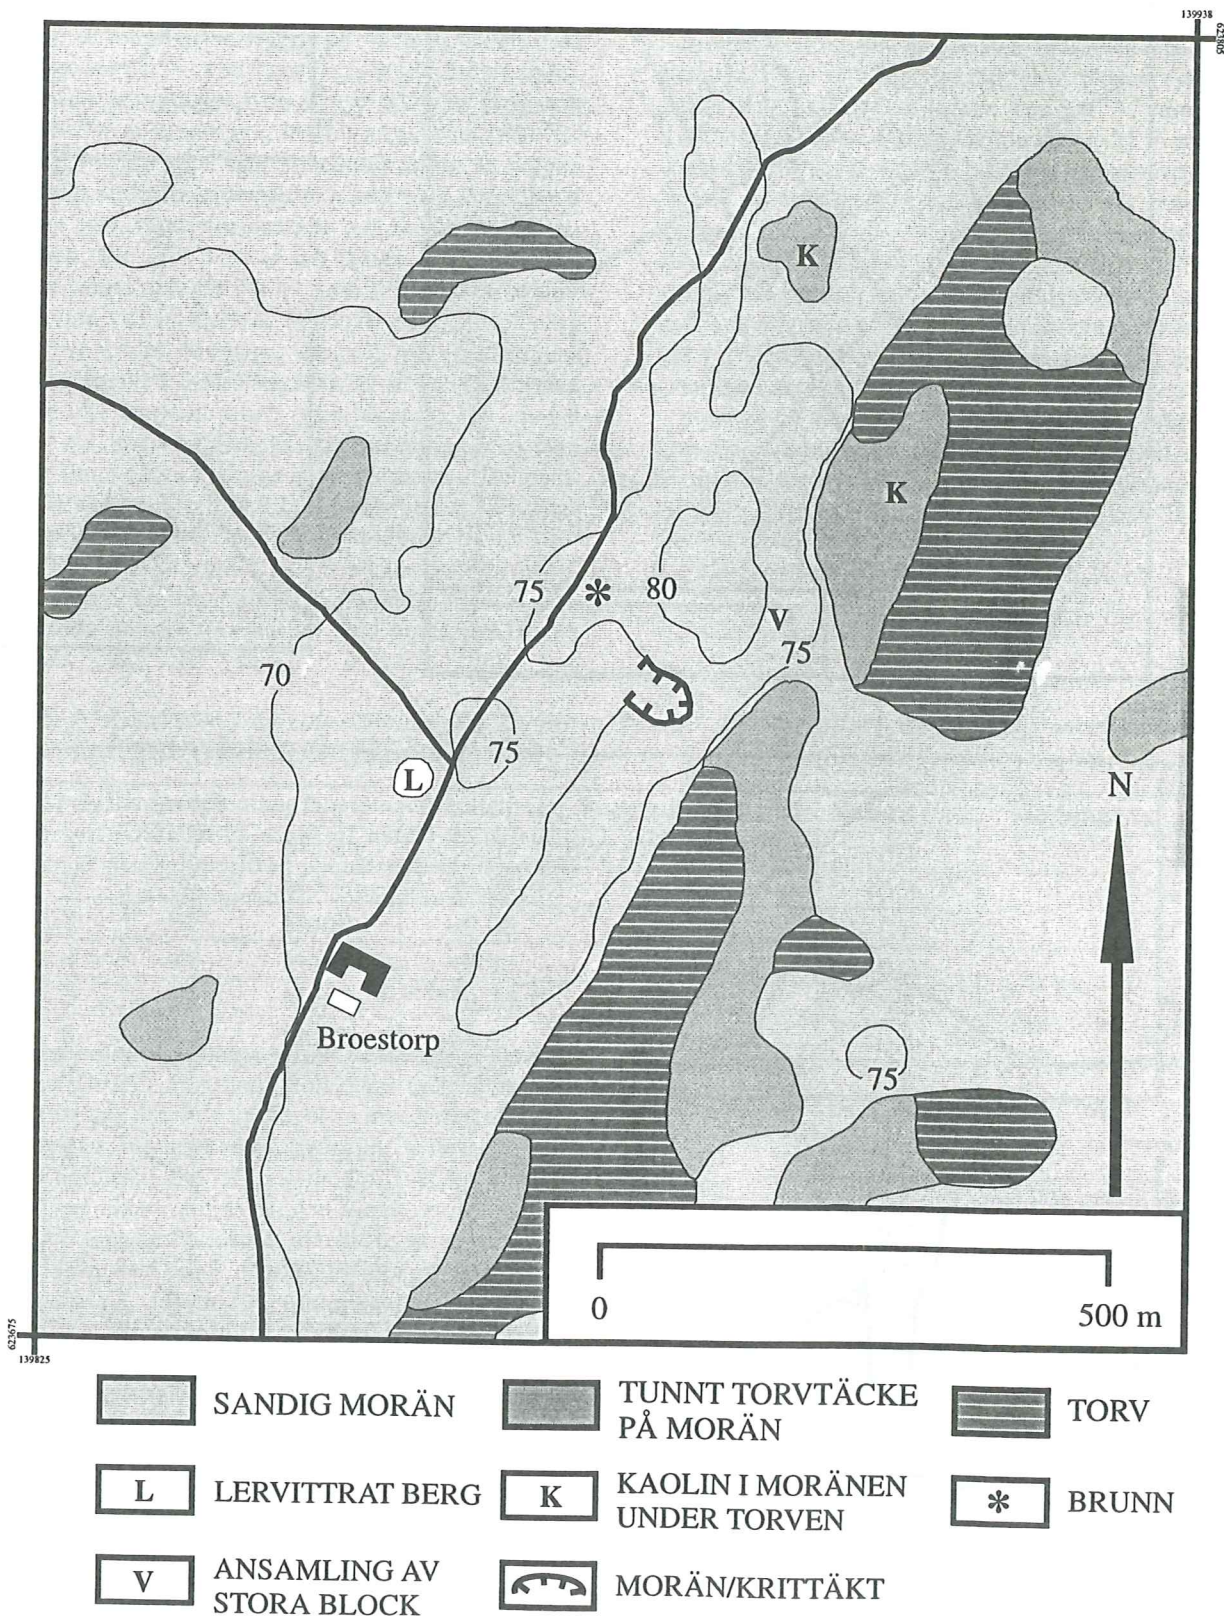 139938
623805
K
K
75
80
V
75
70
75
L
N
Broestorp
75
0
500 m
623675
139825
SANDIG MORÄN
TUNNT TORVTÄCKE
PÅ MORÄN
TORV
L
LERVITTRAT BERG
K
KAOLIN I MORÄNEN
UNDER TORVEN
*
BRUNN
V
ANSAMLING AV
STORA BLOCK
MORÄN/KRITTÄKT